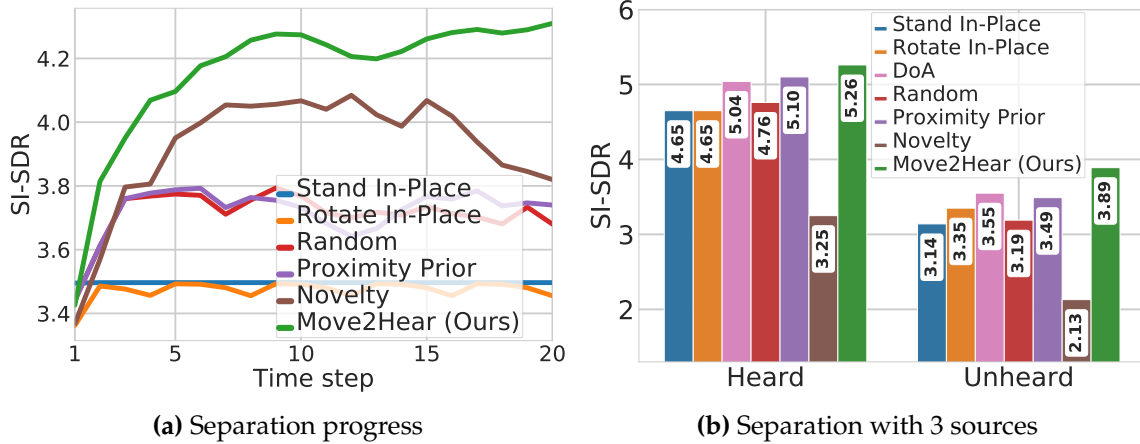 SI-SDR
4.2
4.0
3.8
3.6
3.4
1
5
10
15
20
Time step
Stand In-Place
Rotate In-Place
Random
Proximity Prior
Novelty
Move2Hear (Ours)
(a) Separation progress
SI-SDR
6
5
4
3
2
Stand In-Place
Rotate In-Place
DoA
Random
Proximity Prior
Novelty
Move2Hear (Ours)
4.65
4.65
5.04
4.76
5.10
3.25
5.26
3.14
3.35
3.55
3.19
3.49
2.13
3.89
Heard
Unheard
(b) Separation with 3 sources